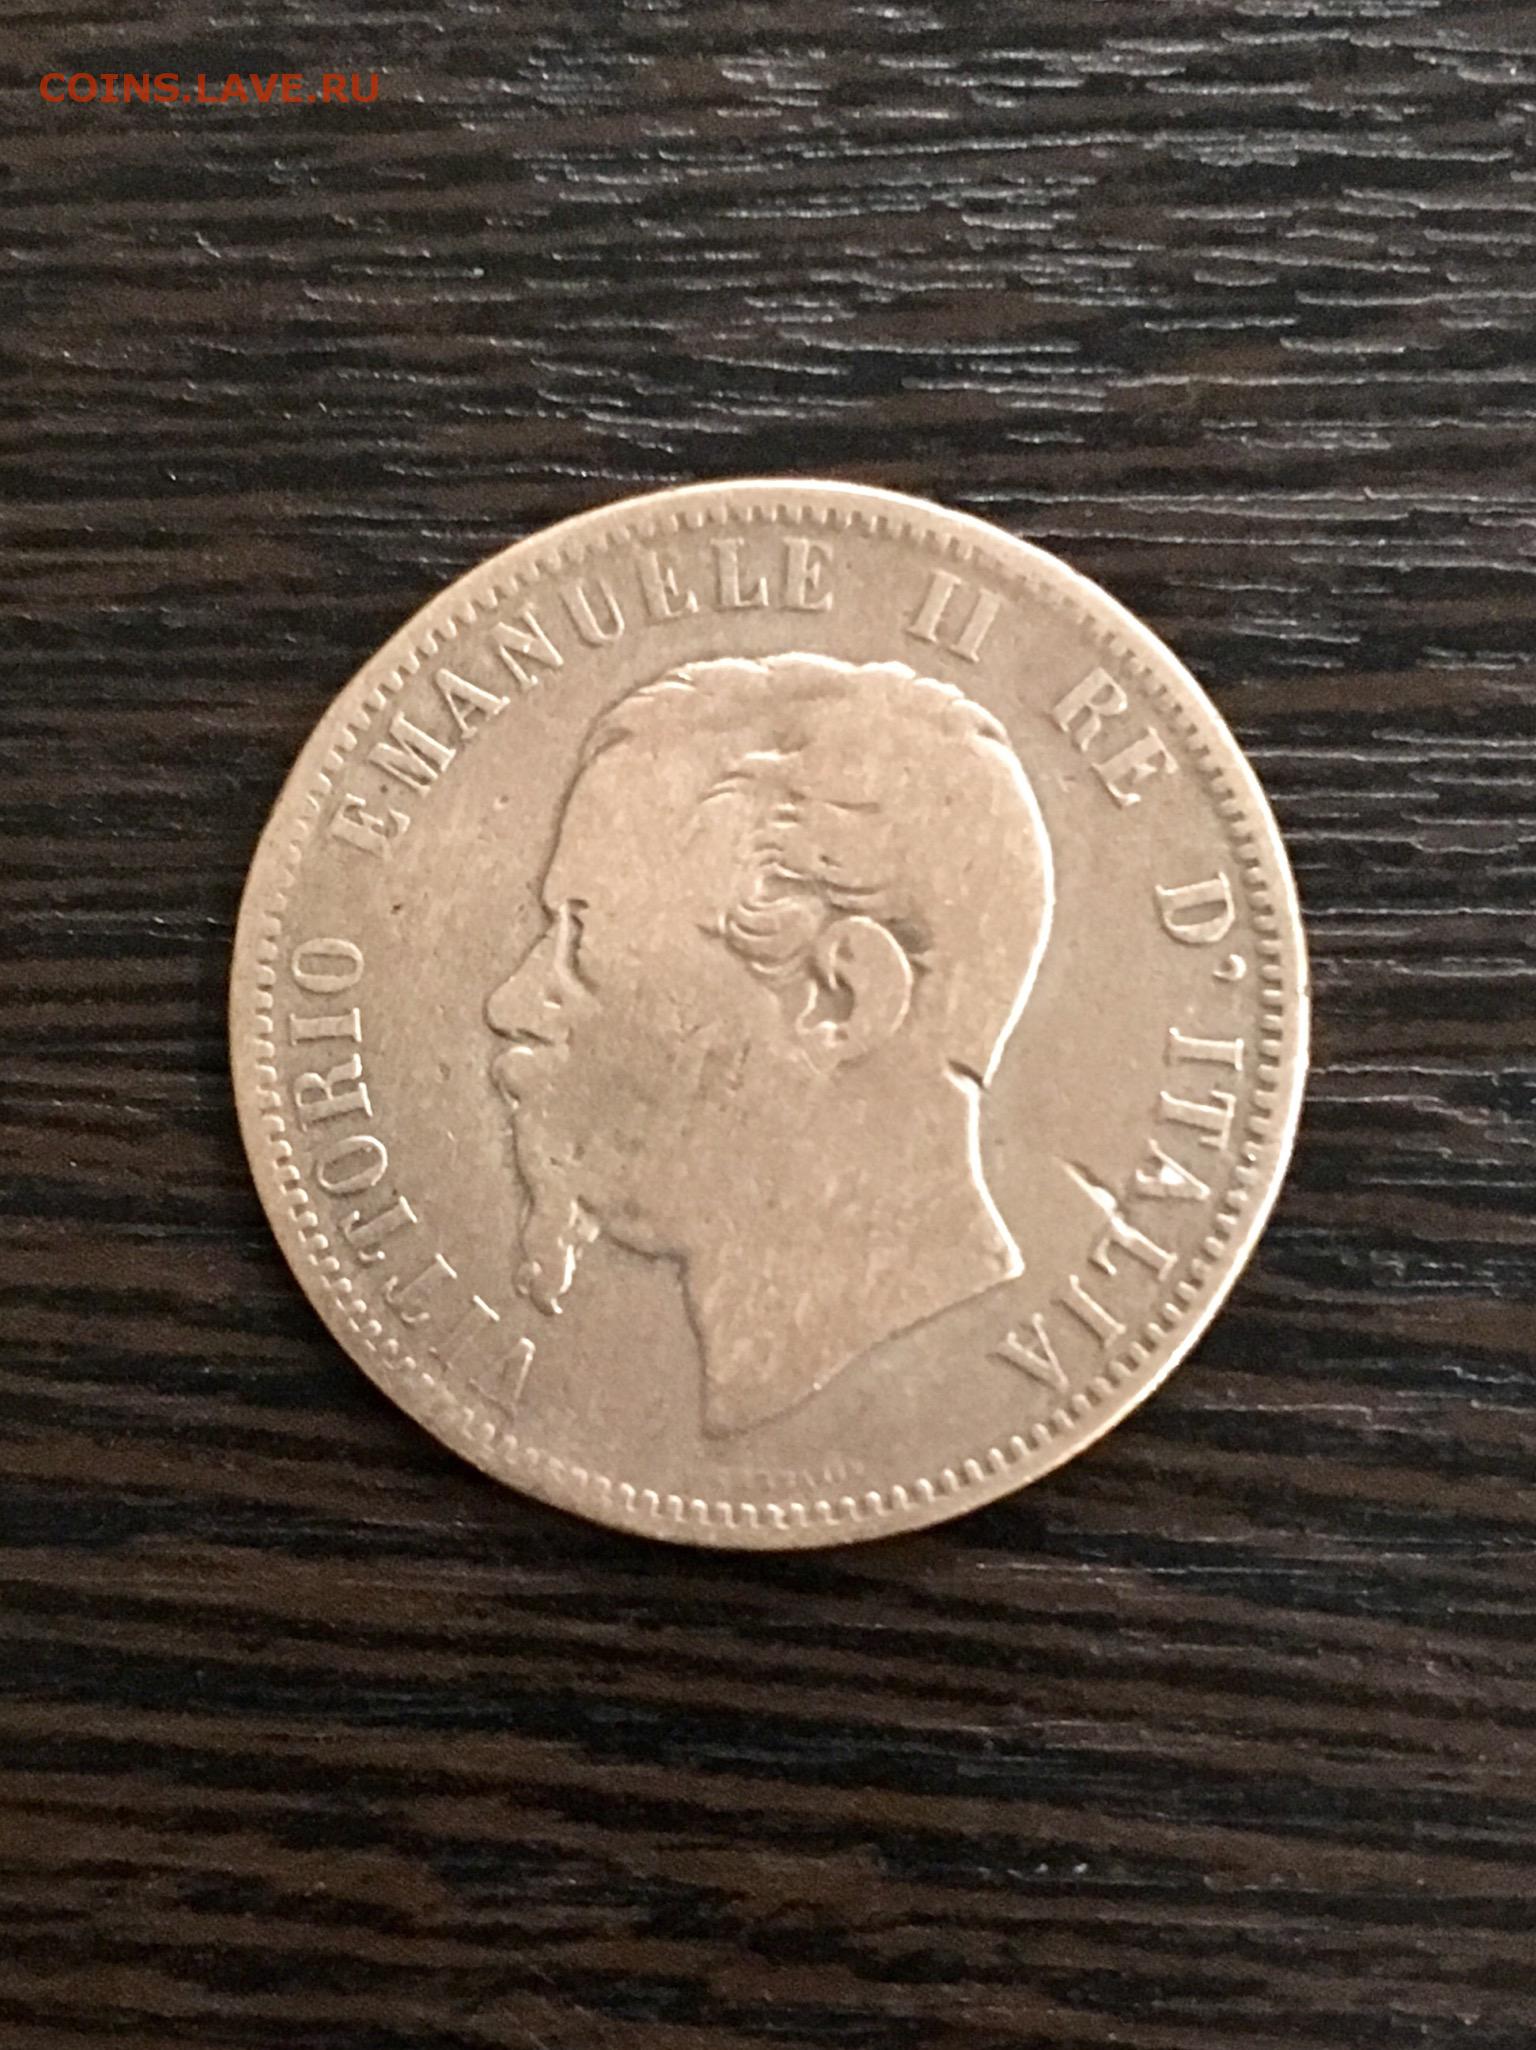 COINS.LAVE.RU
VITTORIO EMANUELE II RE D'ITALIA